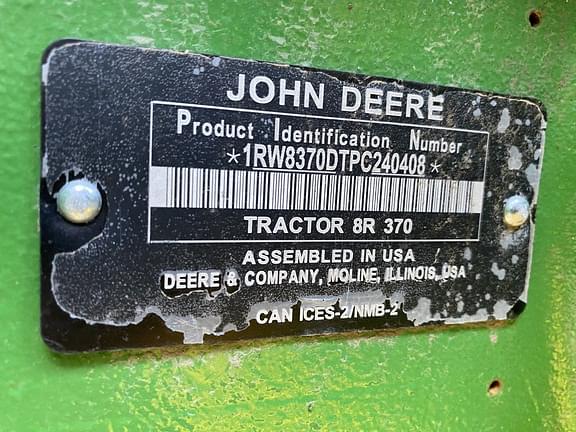 JOHN DEERE
Product Identification Number
*1RW8370DTPC240408*
TRACTOR 8R 370
ASSEMBLED IN USA
DEERE & COMPANY, MOLINE, ILLINOIS, USA
CAN ICES-2/NMB-2